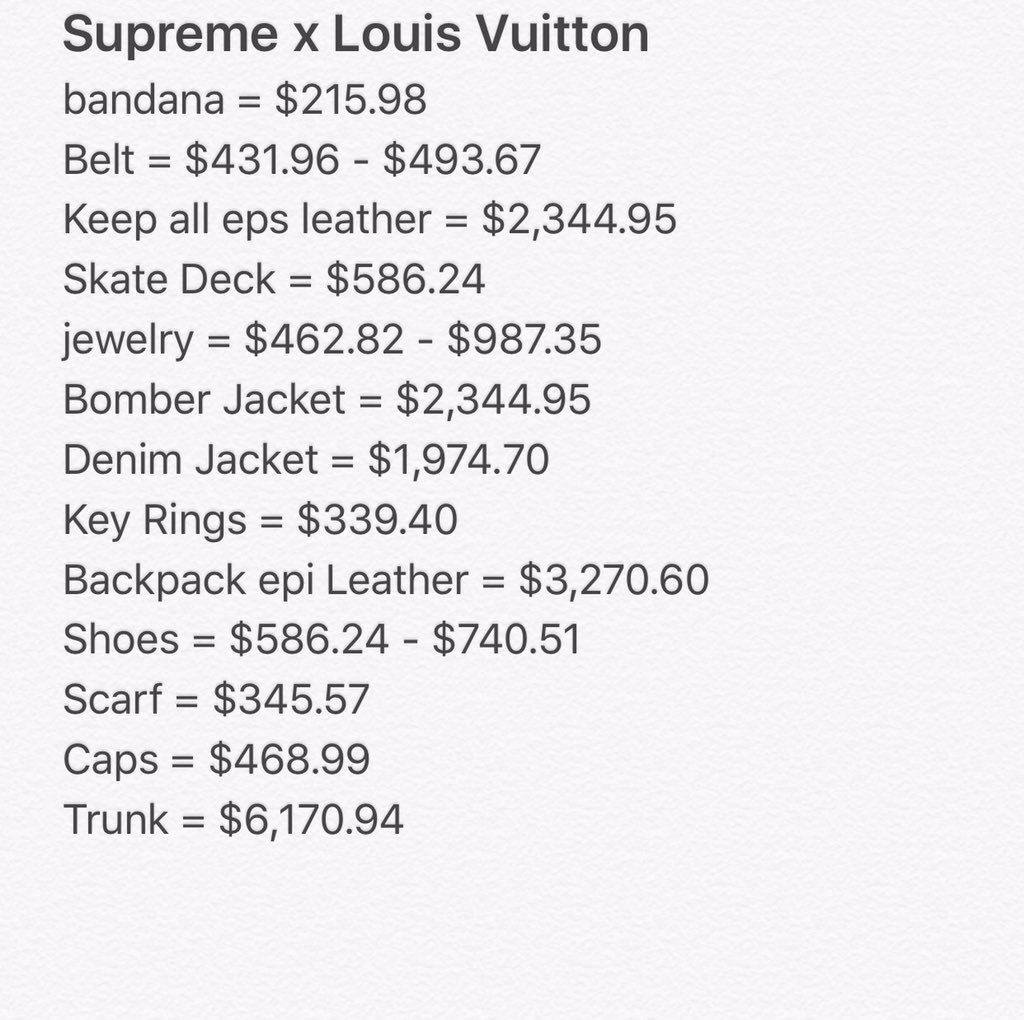 Supreme x Louis Vuitton
bandana = $215.98
Belt = $431.96 - $493.67
Keep all eps leather = $2,344.95
Skate Deck = $586.24
jewelry = $462.82 - $987.35
Bomber Jacket = $2,344.95
Denim Jacket = $1,974.70
Key Rings = $339.40
Backpack epi Leather = $3,270.60
Shoes = $586.24 - $740.51
Scarf = $345.57
Caps = $468.99
Trunk = $6,170.94